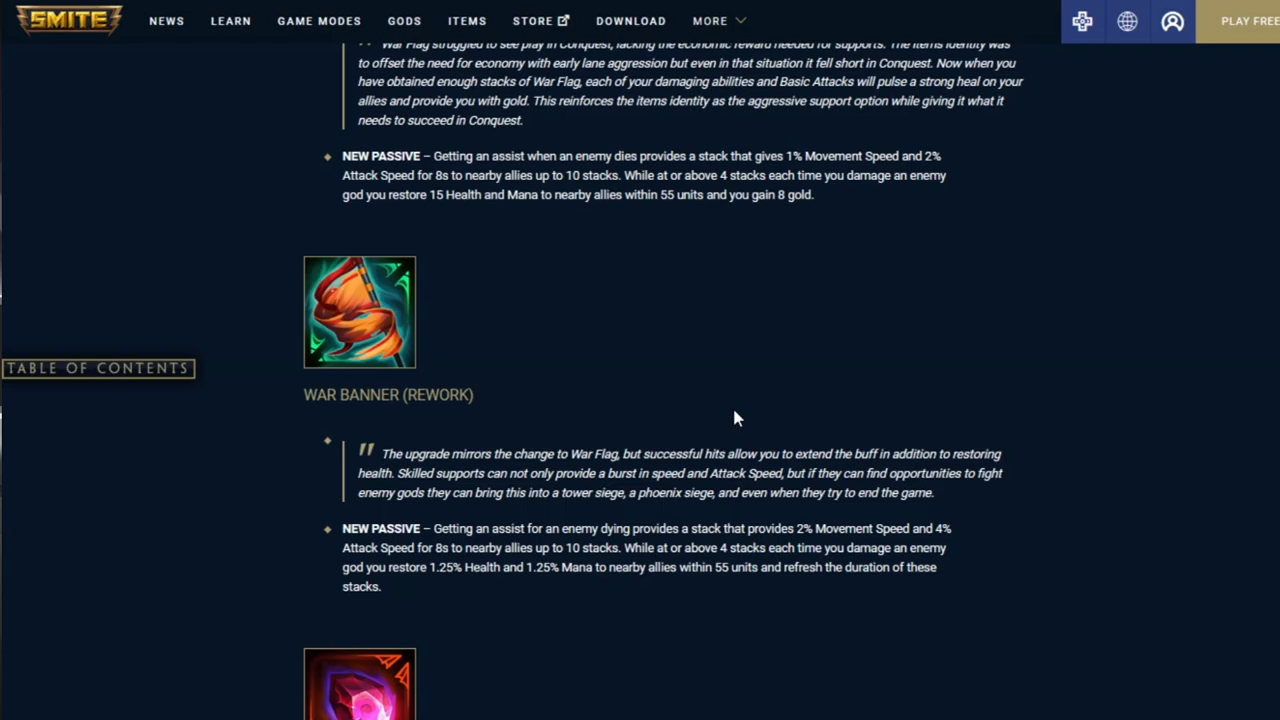 SMITE
NEWS
LEARN
GAME MODES
GODS
ITEMS
STORE
DOWNLOAD
MORE
PLAY FREE
" War Flag struggled to see play in Conquest, lacking the economic reward needed for supports. The items identity was
to offset the need for economy with early lane aggression but even in that situation it fell short in Conquest. Now when you
have obtained enough stacks of War Flag, each of your damaging abilities and Basic Attacks will pulse a strong heal on your
allies and provide you with gold. This reinforces the items identity as the aggressive support option while giving it what it
needs to succeed in Conquest.
NEW PASSIVE – Getting an assist when an enemy dies provides a stack that gives 1% Movement Speed and 2%
Attack Speed for 8s to nearby allies up to 10 stacks. While at or above 4 stacks each time you damage an enemy
god you restore 15 Health and Mana to nearby allies within 55 units and you gain 8 gold.
TABLE OF CONTENTS
WAR BANNER (REWORK)
" The upgrade mirrors the change to War Flag, but successful hits allow you to extend the buff in addition to restoring
health. Skilled supports can not only provide a burst in speed and Attack Speed, but if they can find opportunities to fight
enemy gods they can bring this into a tower siege, a phoenix siege, and even when they try to end the game.
NEW PASSIVE – Getting an assist for an enemy dying provides a stack that provides 2% Movement Speed and 4%
Attack Speed for 8s to nearby allies up to 10 stacks. While at or above 4 stacks each time you damage an enemy
god you restore 1.25% Health and 1.25% Mana to nearby allies within 55 units and refresh the duration of these
stacks.